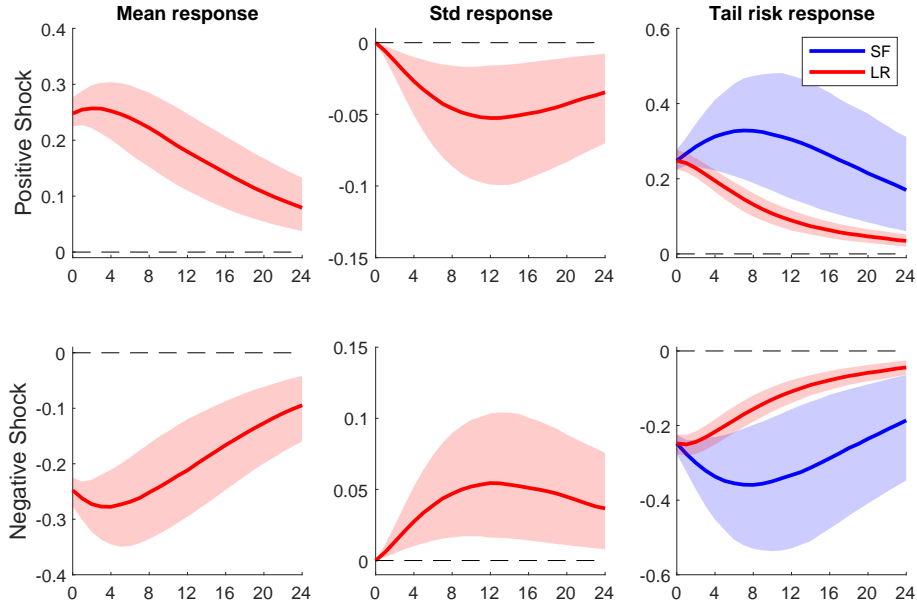 Mean response
Std response
Tail risk response
Positive Shock
0.4
0.3
0.2
0.1
0
0 4 8 12 16 20 24
0
-0.05
-0.1
-0.15
0 4 8 12 16 20 24
0.6
0.4
0.2
0
0 4 8 12 16 20 24
SF
LR
Negative Shock
0
-0.1
-0.2
-0.3
-0.4
0 4 8 12 16 20 24
0.15
0.1
0.05
0
0 4 8 12 16 20 24
0
-0.2
-0.4
-0.6
0 4 8 12 16 20 24